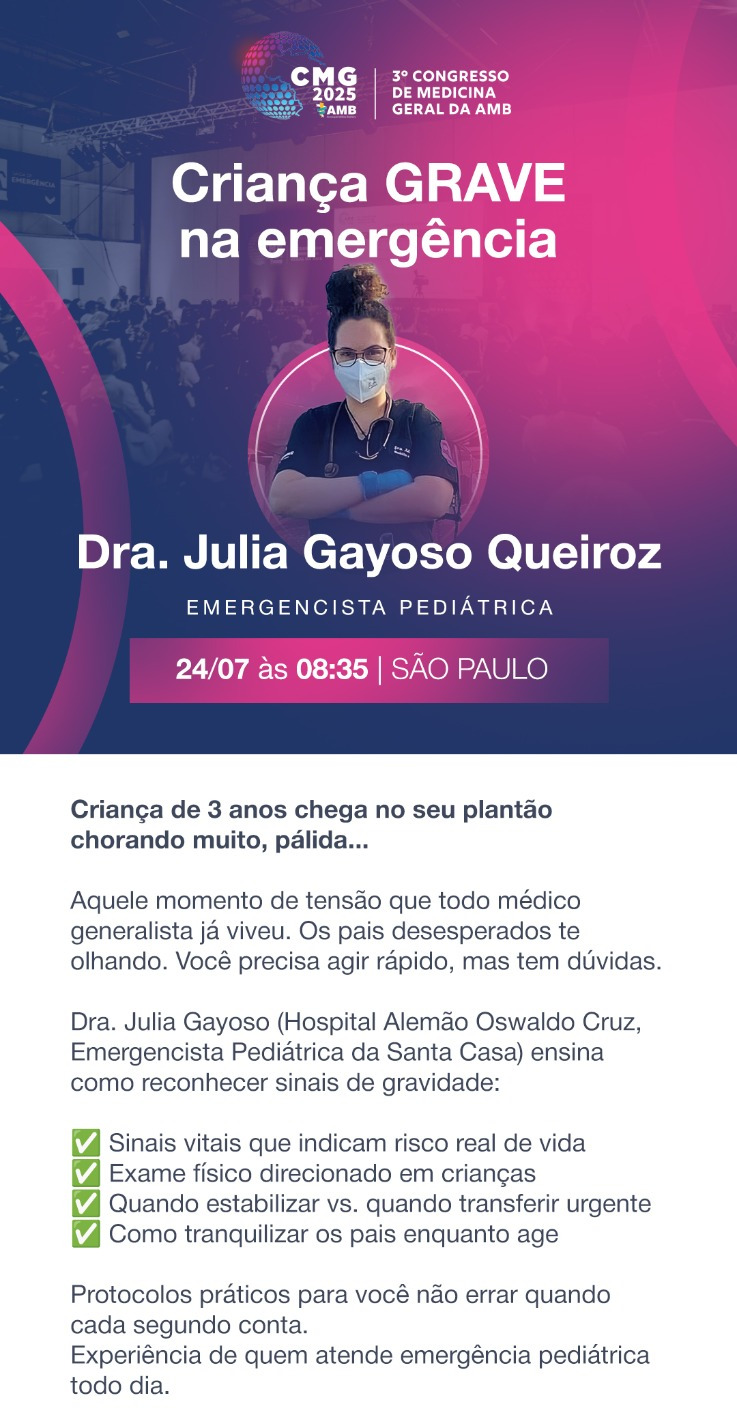 CMG
2025
AMB
3º CONGRESSO
DE MEDICINA
GERAL DA AMB
EMERGÊNCIA
Criança GRAVE
na emergência
Dra. Julia Gayoso Queiroz
EMERGENCISTA PEDIÁTRICA
24/07 às 08:35 | SÃO PAULO
Criança de 3 anos chega no seu plantão
chorando muito, pálida...
Aquele momento de tensão que todo médico
generalista já viveu. Os pais desesperados te
olhando. Você precisa agir rápido, mas tem dúvidas.
Dra. Julia Gayoso (Hospital Alemão Oswaldo Cruz,
Emergencista Pediátrica da Santa Casa) ensina
como reconhecer sinais de gravidade:
✅ Sinais vitais que indicam risco real de vida
✅ Exame físico direcionado em crianças
✅ Quando estabilizar vs. quando transferir urgente
✅ Como tranquilizar os pais enquanto age
Protocolos práticos para você não errar quando
cada segundo conta.
Experiência de quem atende emergência pediátrica
todo dia.